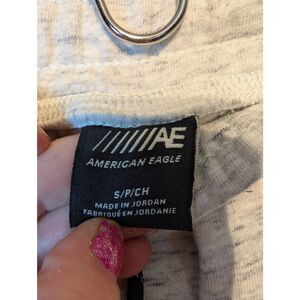 AE
AMERICAN EAGLE
S/P/CH
MADE IN JORDAN
FABRIQUÉ EN JORDANIE